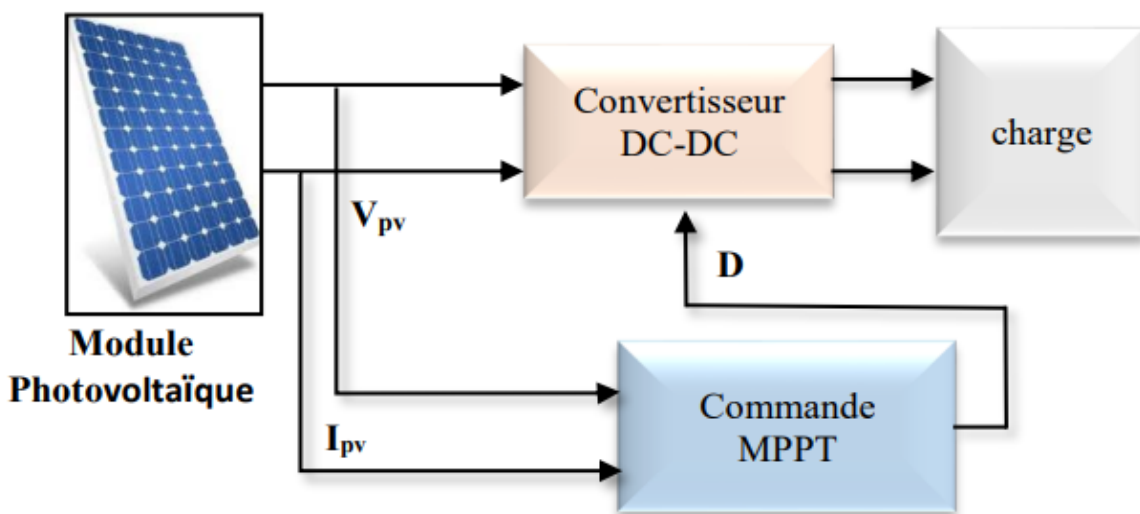 Convertisseur
DC-DC
charge
Vpv
D
Module
Photovoltaïque
Commande
MPPT
Ipv